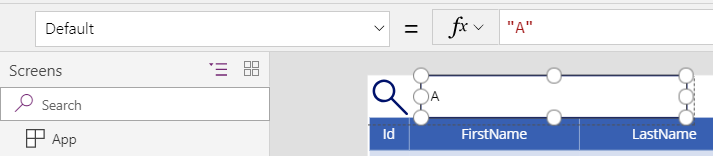 Default = fx "A"
Screens
Search
A
App
Id FirstName LastName